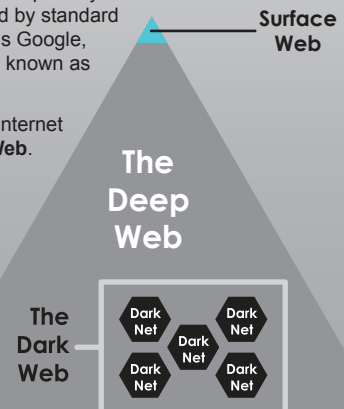 d by standard
s Google,
known as
nternet
Web.
Surface
Web
The
Deep
Web
The
Dark
Web
Dark
Net
Dark
Net
Dark
Net
Dark
Net
Dark
Net